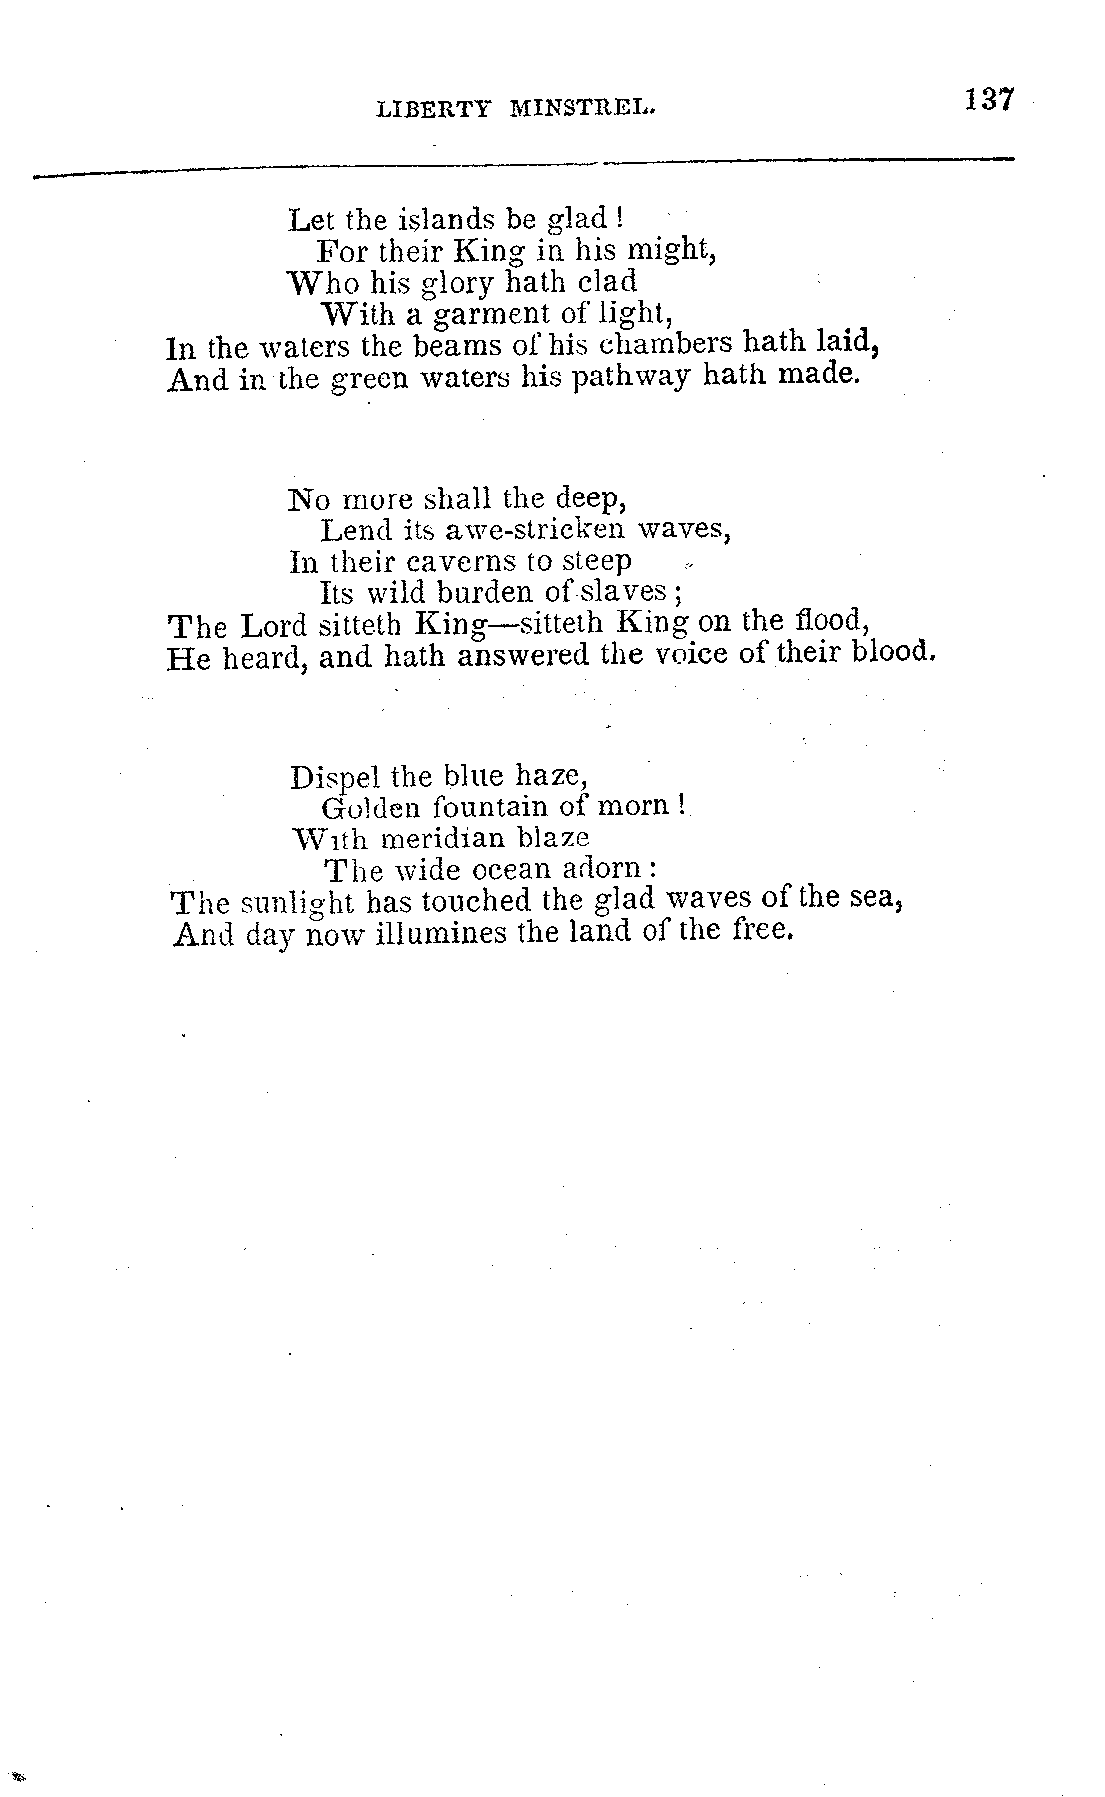 LIBERTY MINSTREL. 137
Let the islands be glad!
For their King in his might,
Who his glory hath clad
With a garment of light,
In the waters the beams of his chambers hath laid,
And in the green waters his pathway hath made.
No more shall the deep,
Lend its awe-stricken waves,
In their caverns to steep
Its wild burden of slaves;
The Lord sitteth King—sitteth King on the flood,
He heard, and hath answered the voice of their blood.
Dispel the blue haze,
Golden fountain of morn!
With meridian blaze
The wide ocean adorn:
The sunlight has touched the glad waves of the sea,
And day now illumines the land of the free.